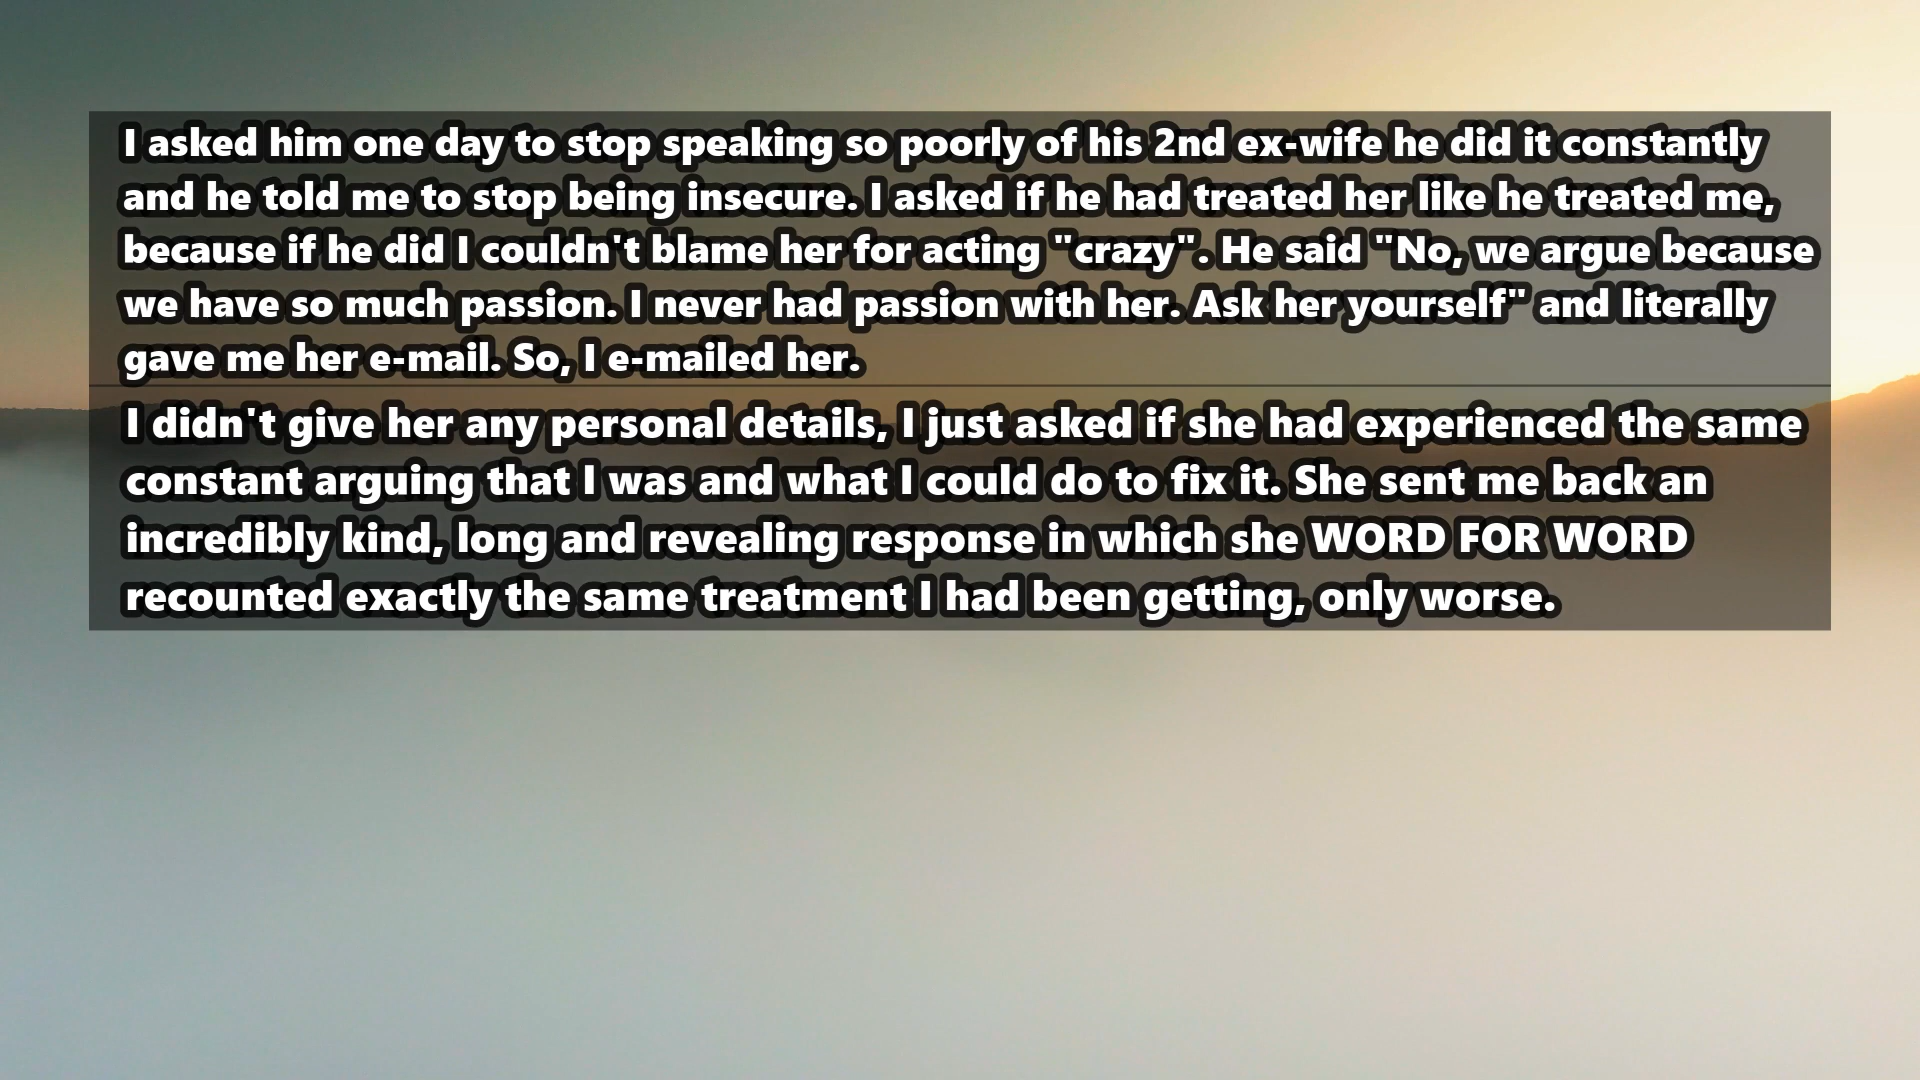 I asked him one day to stop speaking so poorly of his 2nd ex-wife he did it constantly
and he told me to stop being insecure. I asked if he had treated her like he treated me,
because if he did I couldn't blame her for acting "crazy". He said "No, we argue because
we have so much passion. I never had passion with her. Ask her yourself" and literally
gave me her e-mail. So, I e-mailed her.
I didn't give her any personal details, I just asked if she had experienced the same
constant arguing that I was and what I could do to fix it. She sent me back an
incredibly kind, long and revealing response in which she WORD FOR WORD
recounted exactly the same treatment I had been getting, only worse.